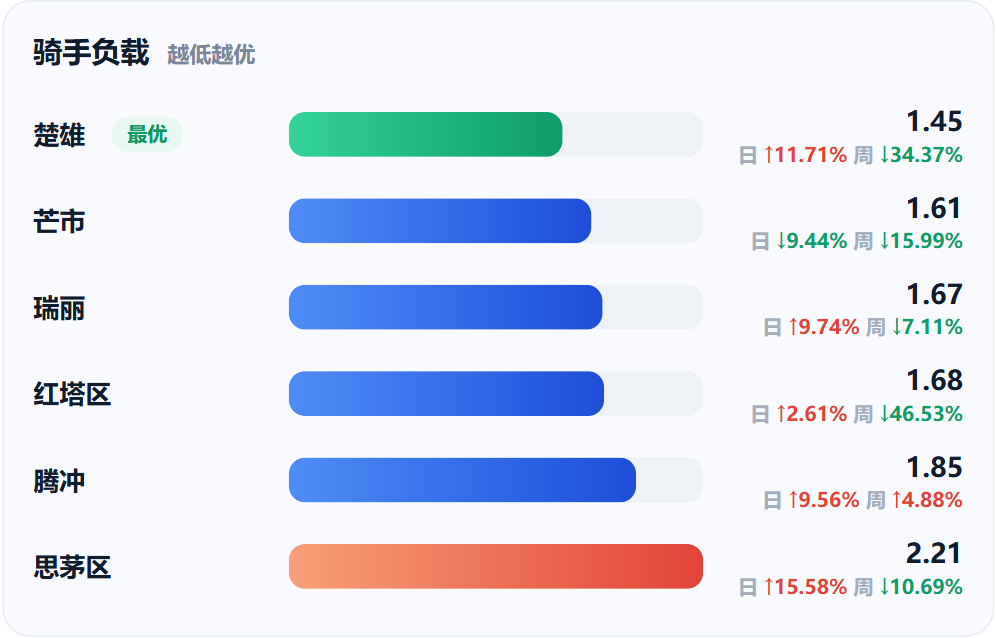 骑手负载 越低越优
楚雄 最优 1.45
日 ↑11.71% 周 ↓34.37%
芒市 1.61
日 ↓9.44% 周 ↓15.99%
瑞丽 1.67
日 ↑9.74% 周 ↓7.11%
红塔区 1.68
日 ↑2.61% 周 ↓46.53%
腾冲 1.85
日 ↑9.56% 周 ↑4.88%
思茅区 2.21
日 ↑15.58% 周 ↓10.69%